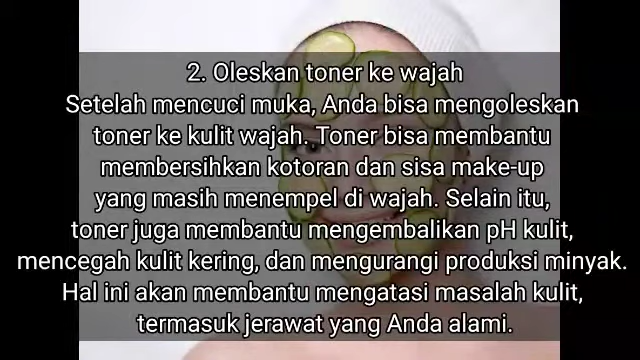 2. Oleskan toner ke wajah
Setelah mencuci muka, Anda bisa mengoleskan
toner ke kulit wajah. Toner bisa membantu
membersihkan kotoran dan sisa make-up
yang masih menempel di wajah. Selain itu,
toner juga membantu mengembalikan pH kulit,
mencegah kulit kering, dan mengurangi produksi minyak.
Hal ini akan membantu mengatasi masalah kulit,
termasuk jerawat yang Anda alami.